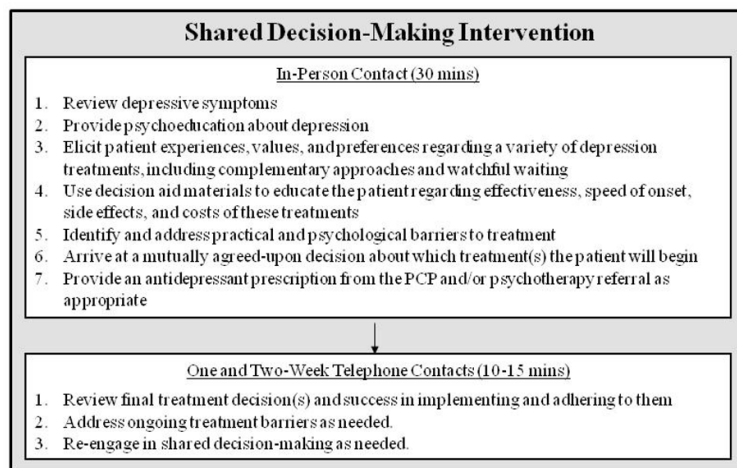 Shared Decision-Making Intervention
In-Person Contact (30 mins)
1. Review depressive symptoms
2. Provide psychoeducation about depression
3. Elicit patient experiences, values, and preferences regarding a variety of depression
treatments, including complementary approaches and watchful waiting
4. Use decision aid materials to educate the patient regarding effectiveness, speed of onset,
side effects, and costs of these treatments
5. Identify and address practical and psychological barriers to treatment
6. Arrive at a mutually agreed-upon decision about which treatment(s) the patient will begin
7. Provide an antidepressant prescription from the PCP and/or psychotherapy referral as
appropriate
One and Two-Week Telephone Contacts (10-15 mins)
1. Review final treatment decision(s) and success in implementing and adhering to them
2. Address ongoing treatment barriers as needed.
3. Re-engage in shared decision-making as needed.